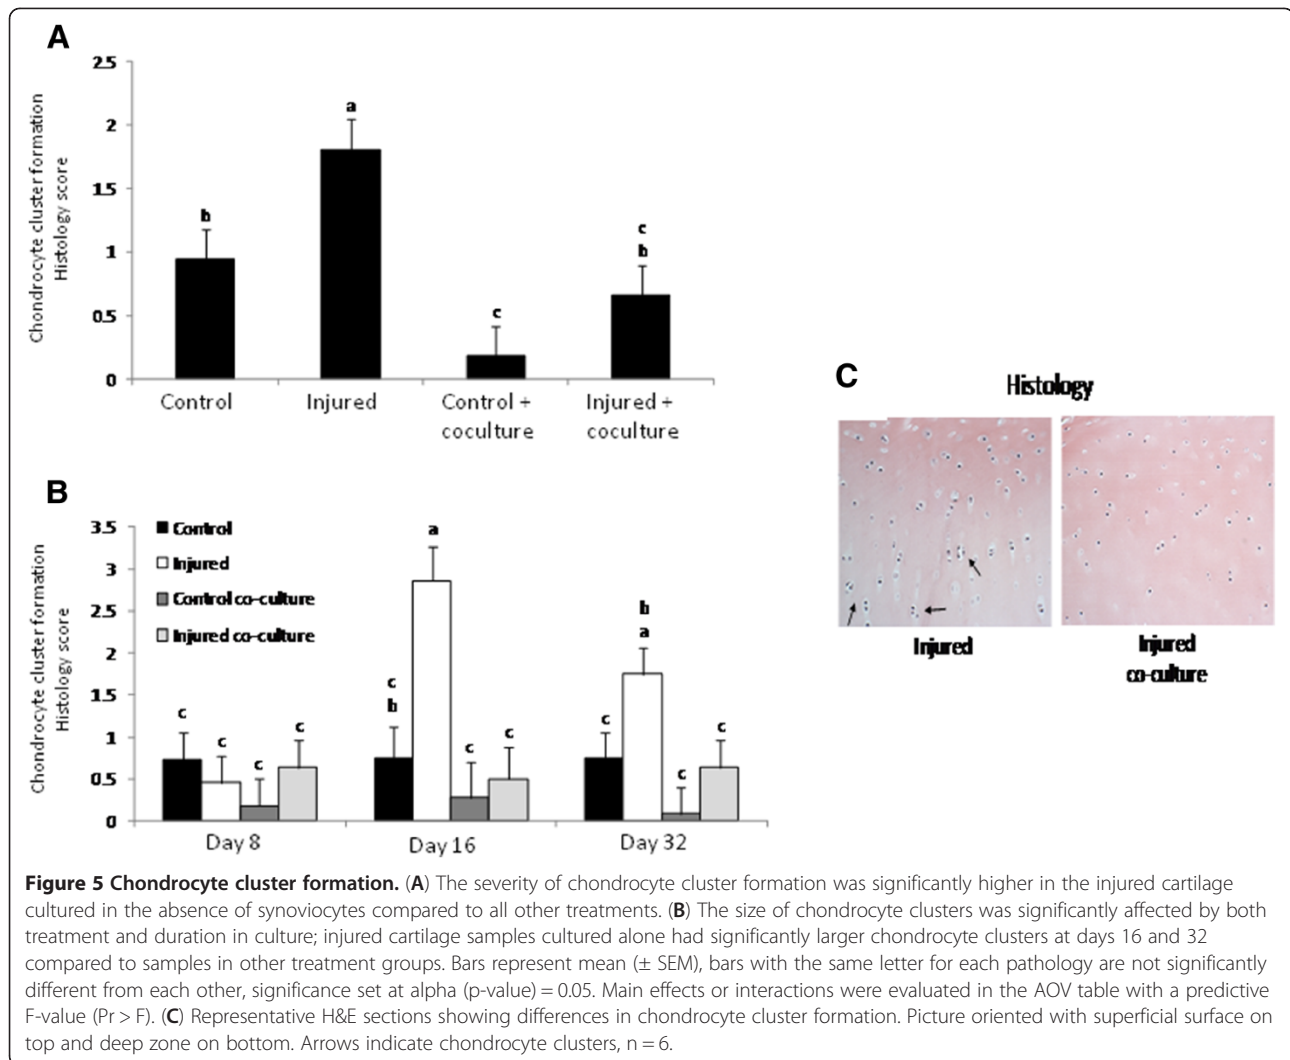 A
Chondrocyte cluster formation
Histology score
2.5
2
1.5
1
0.5
0
b
a
c
c
b
Control
Injured
Control +
coculture
Injured +
coculture
B
Chondrocyte cluster formation
Histology score
3.5
3
2.5
2
1.5
1
0.5
0
Control
Injured
Control co-culture
Injured co-culture
c
c
c
c
c
b
a
c
c
c
b
a
c
c
Day 8
Day 16
Day 32
C
Histology
Injured
Injured
co-culture
Figure 5 Chondrocyte cluster formation. (A) The severity of chondrocyte cluster formation was significantly higher in the injured cartilage
cultured in the absence of synoviocytes compared to all other treatments. (B) The size of chondrocyte clusters was significantly affected by both
treatment and duration in culture; injured cartilage samples cultured alone had significantly larger chondrocyte clusters at days 16 and 32
compared to samples in other treatment groups. Bars represent mean (± SEM), bars with the same letter for each pathology are not significantly
different from each other, significance set at alpha (p-value) = 0.05. Main effects or interactions were evaluated in the AOV table with a predictive
F-value (Pr > F). (C) Representative H&E sections showing differences in chondrocyte cluster formation. Picture oriented with superficial surface on
top and deep zone on bottom. Arrows indicate chondrocyte clusters, n = 6.